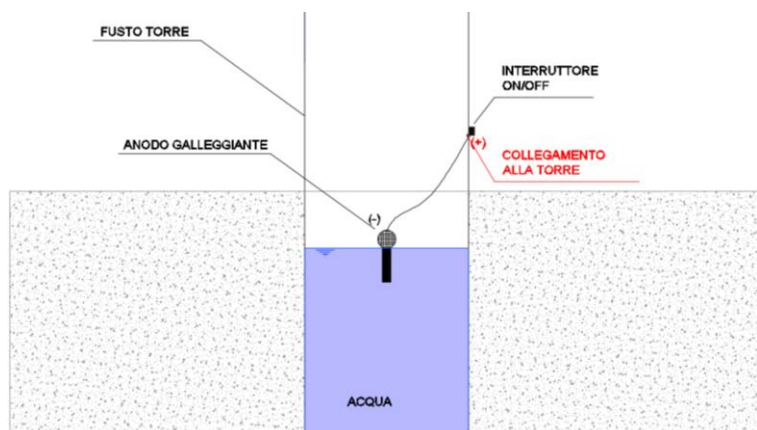 FUSTO TORRE
INTERRUTTORE
ON/OFF
ANODO GALLEGGIANTE
(+)
COLLEGAMENTO
ALLA TORRE
(-)
ACQUA